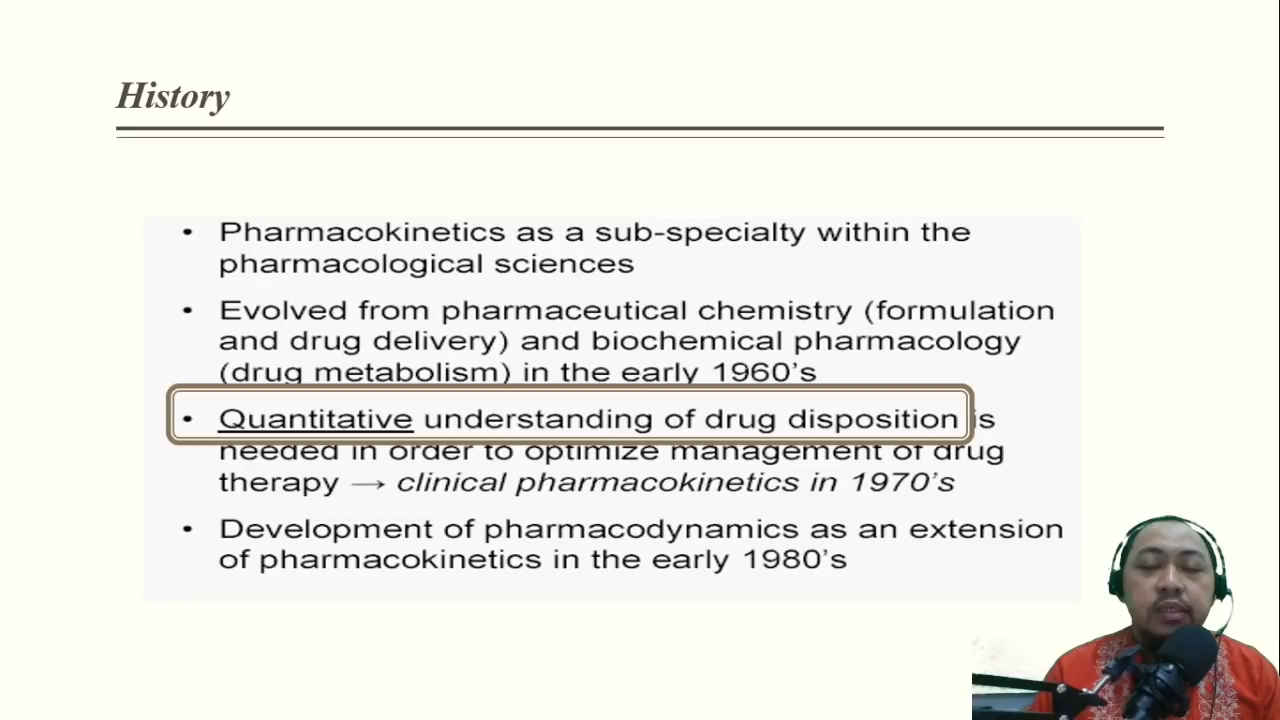 History
• Pharmacokinetics as a sub-specialty within the
pharmacological sciences
• Evolved from pharmaceutical chemistry (formulation
and drug delivery) and biochemical pharmacology
(drug metabolism) in the early 1960's
• Quantitative understanding of drug disposition is
needed in order to optimize management of drug
therapy → clinical pharmacokinetics in 1970's
• Development of pharmacodynamics as an extension
of pharmacokinetics in the early 1980's